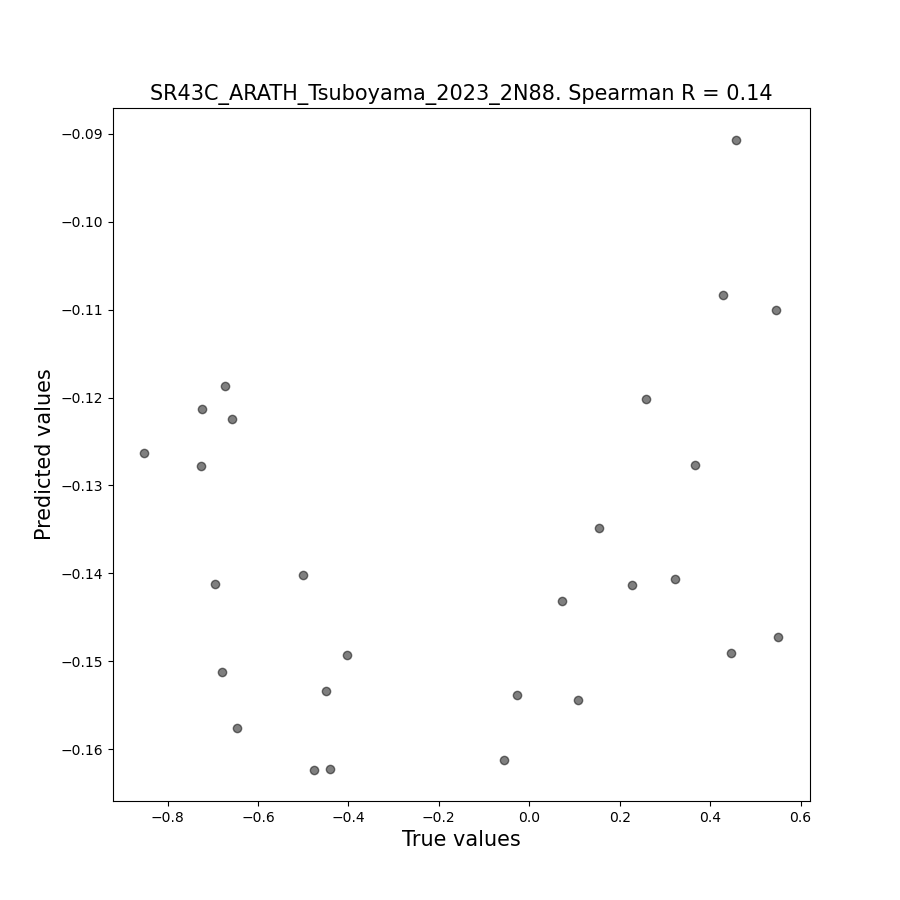 SR43C_ARATH_Tsuboyama_2023_2N88. Spearman R = 0.14
−0.09
−0.10
−0.11
−0.12
−0.13
−0.14
−0.15
−0.16
Predicted values
−0.8 −0.6 −0.4 −0.2 0.0 0.2 0.4 0.6
True values